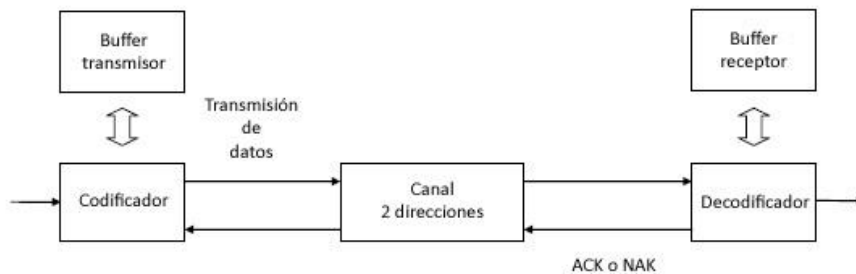 Buffer
transmisor
Buffer
receptor
Transmisión
de
datos
Codificador
Canal
2 direcciones
Decodificador
ACK o NAK